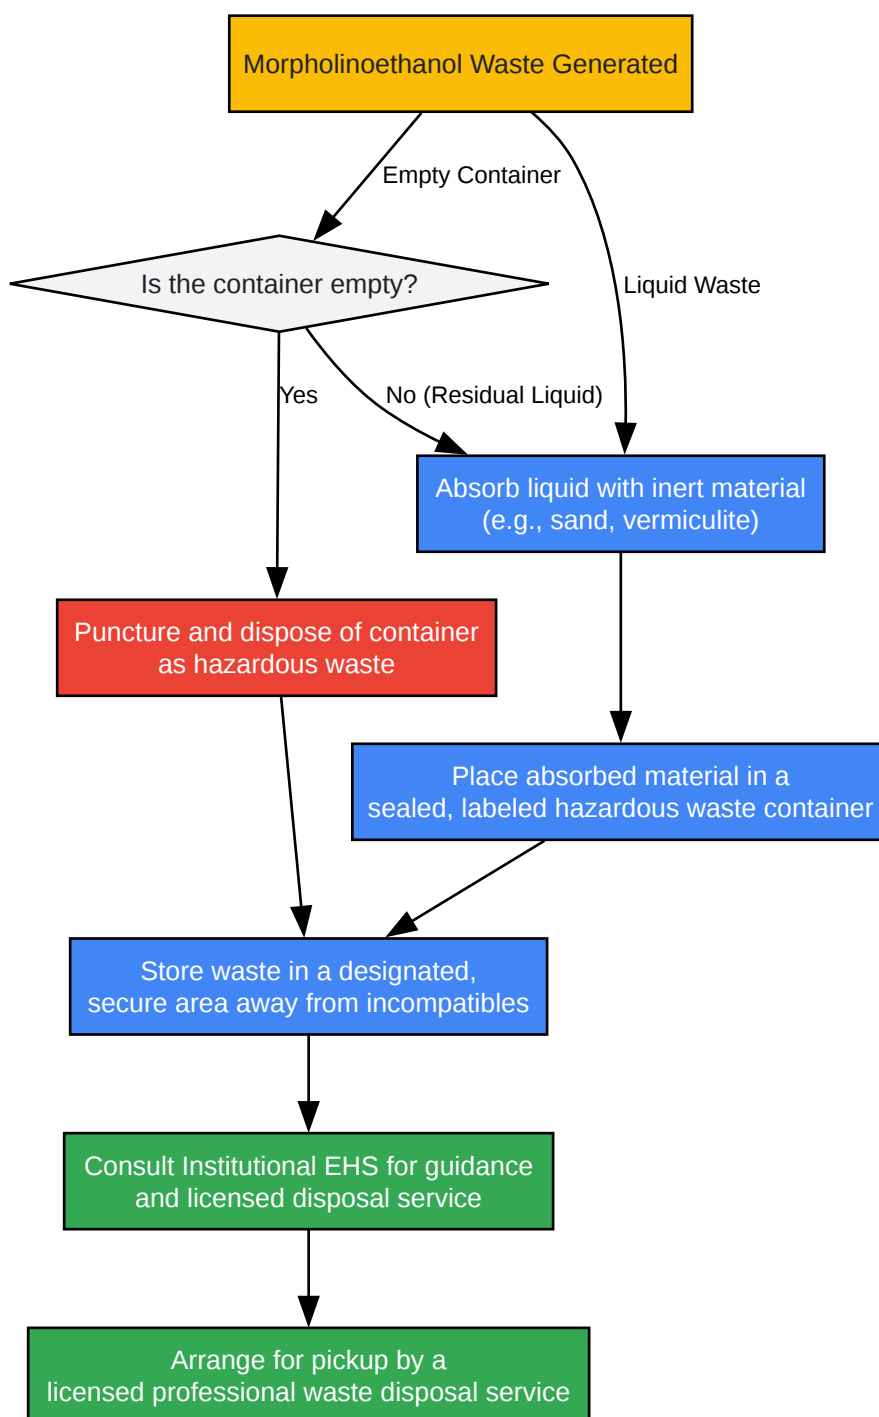 Morpholinoethanol Waste Generated
Empty Container
Is the container empty?
Liquid Waste
Yes
No (Residual Liquid)
Absorb liquid with inert material
(e.g., sand, vermiculite)
Puncture and dispose of container
as hazardous waste
Place absorbed material in a
sealed, labeled hazardous waste container
Store waste in a designated,
secure area away from incompatibles
Consult Institutional EHS for guidance
and licensed disposal service
Arrange for pickup by a
licensed professional waste disposal service